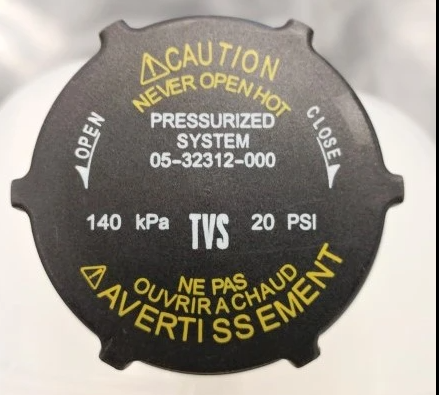 ⚠CAUTION
NEVER OPEN HOT
OPEN
CLOSE
PRESSURIZED
SYSTEM
05-32312-000
140 kPa TVS 20 PSI
NE PAS
OUVRIR A CHAUD
⚠AVERTISSEMENT